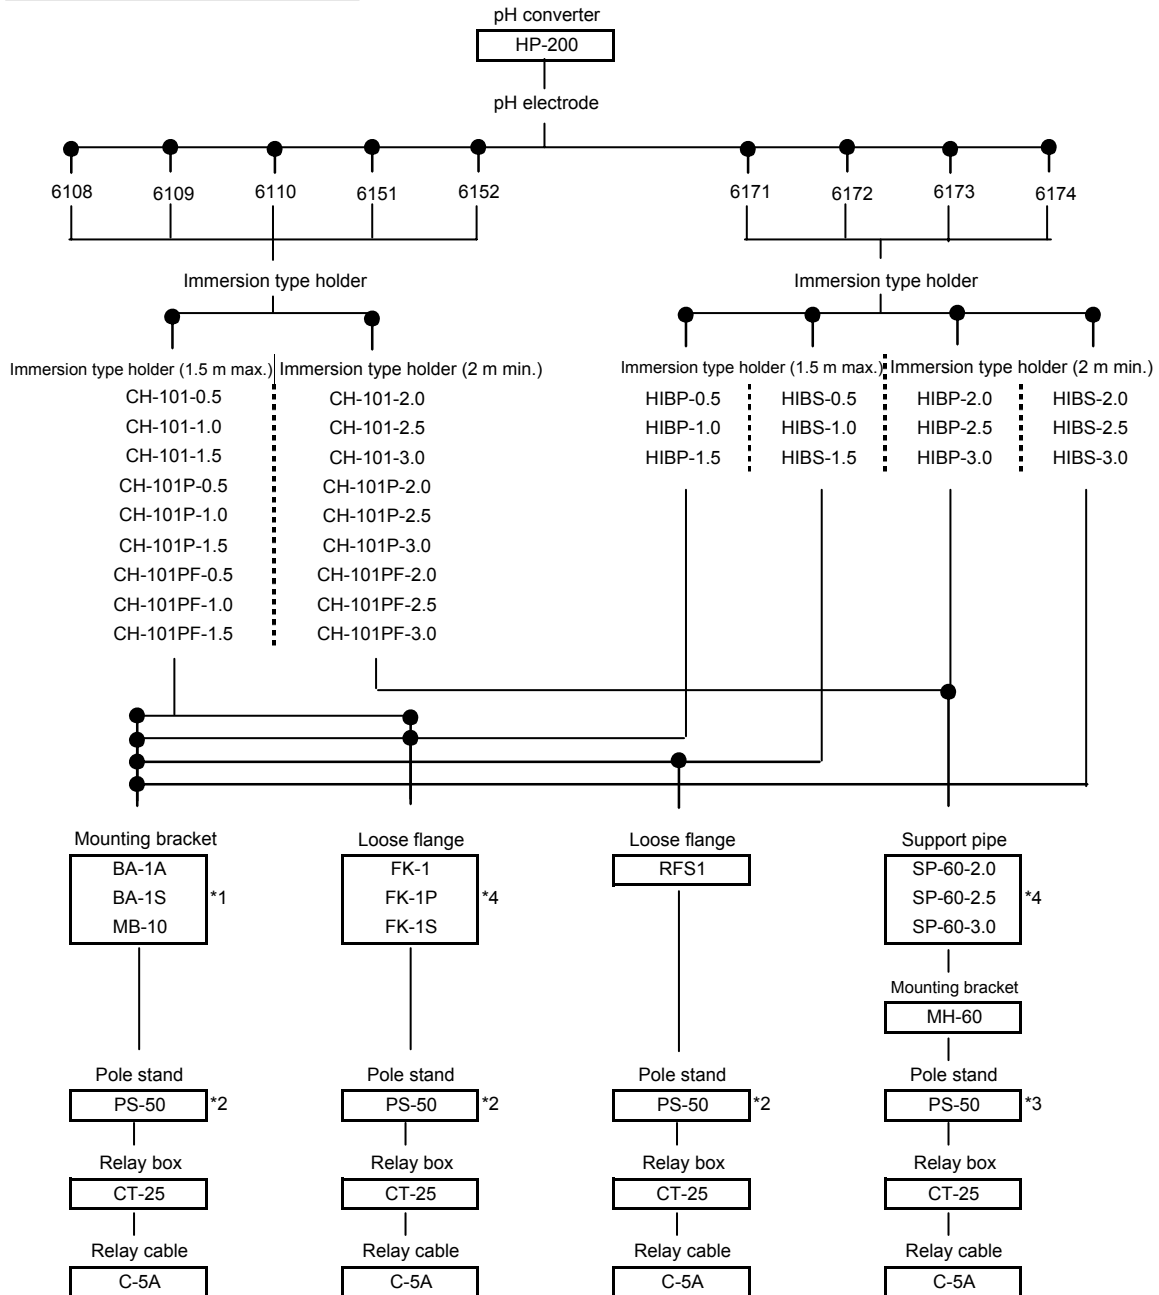 pH converter
HP-200
pH electrode
6108 6109 6110 6151 6152 6171 6172 6173 6174
Immersion type holder Immersion type holder
Immersion type holder (1.5 m max.) Immersion type holder (2 m min.) Immersion type holder (1.5 m max.) Immersion type holder (2 m min.)
CH-101-0.5 CH-101-2.0 HIBP-0.5 HIBS-0.5 HIBP-2.0 HIBS-2.0
CH-101-1.0 CH-101-2.5 HIBP-1.0 HIBS-1.0 HIBP-2.5 HIBS-2.5
CH-101-1.5 CH-101-3.0 HIBP-1.5 HIBS-1.5 HIBP-3.0 HIBS-3.0
CH-101P-0.5 CH-101P-2.0
CH-101P-1.0 CH-101P-2.5
CH-101P-1.5 CH-101P-3.0
CH-101PF-0.5 CH-101PF-2.0
CH-101PF-1.0 CH-101PF-2.5
CH-101PF-1.5 CH-101PF-3.0
Mounting bracket Loose flange Loose flange Support pipe
BA-1A FK-1 RFS1 SP-60-2.0
BA-1S *1 FK-1P *4 SP-60-2.5 *4
MB-10 FK-1S SP-60-3.0
Mounting bracket
MH-60
Pole stand Pole stand Pole stand Pole stand
PS-50 *2 PS-50 *2 PS-50 *2 PS-50 *3
Relay box Relay box Relay box Relay box
CT-25 CT-25 CT-25 CT-25
Relay cable Relay cable Relay cable Relay cable
C-5A C-5A C-5A C-5A